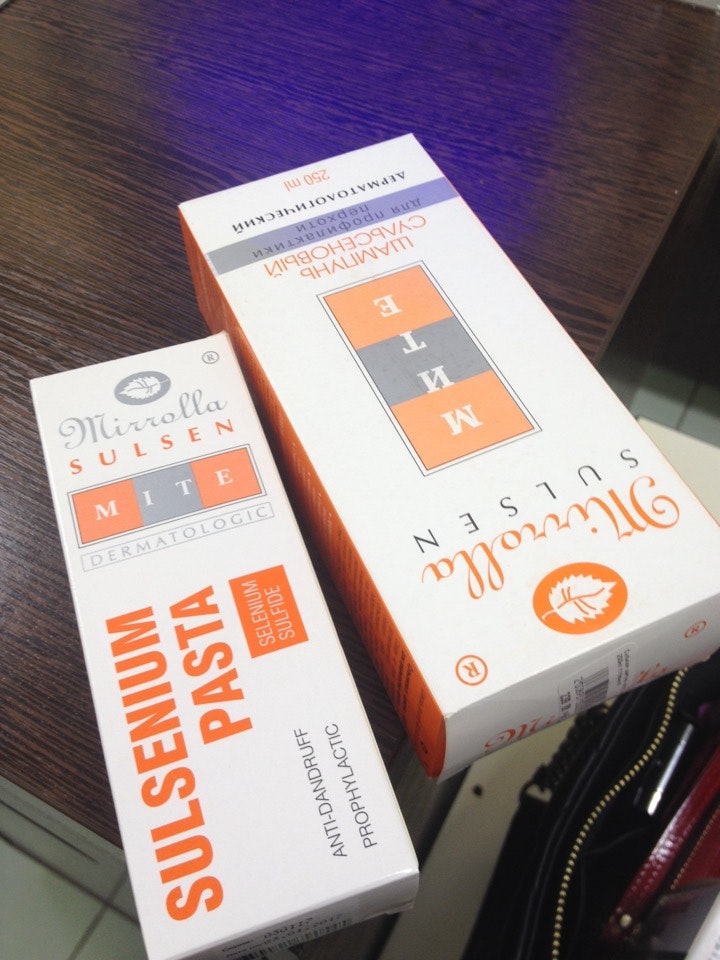 ®
Mirrolla
SULSEN
MITE
DERMATOLOGIC
SULSENIUM
PASTA
SELENIUM
SULFIDE
ANTI-DANDRUFF
PROPHYLACTIC
®
Mirrolla
SULSEN
МИТЕ
ШАМПУНЬ
СУЛЬСЕНОВЫЙ
для профилактики
перхоти
ДЕРМАТОЛОГИЧЕСКИЙ
250 ml
®